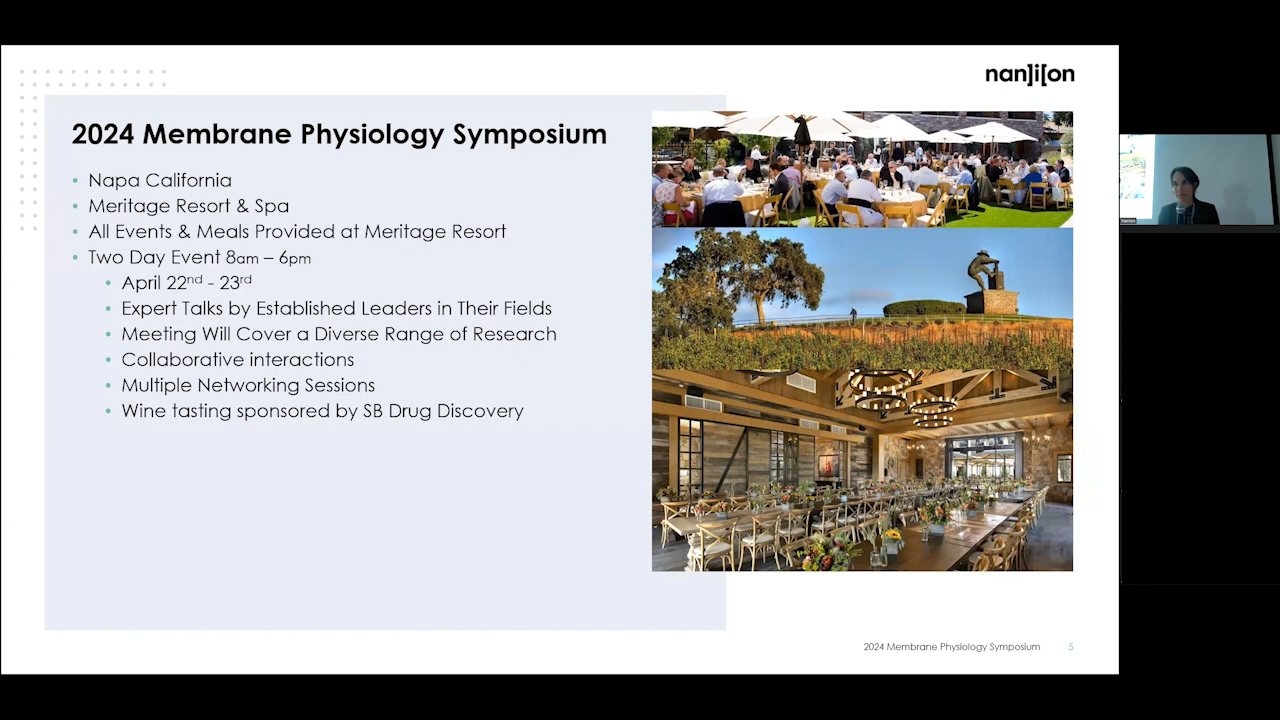 nan]i[on
2024 Membrane Physiology Symposium
• Napa California
• Meritage Resort & Spa
• All Events & Meals Provided at Meritage Resort
• Two Day Event 8am – 6pm
• April 22nd - 23rd
• Expert Talks by Established Leaders in Their Fields
• Meeting Will Cover a Diverse Range of Research
• Collaborative interactions
• Multiple Networking Sessions
• Wine tasting sponsored by SB Drug Discovery
2024 Membrane Physiology Symposium 5
Nanion